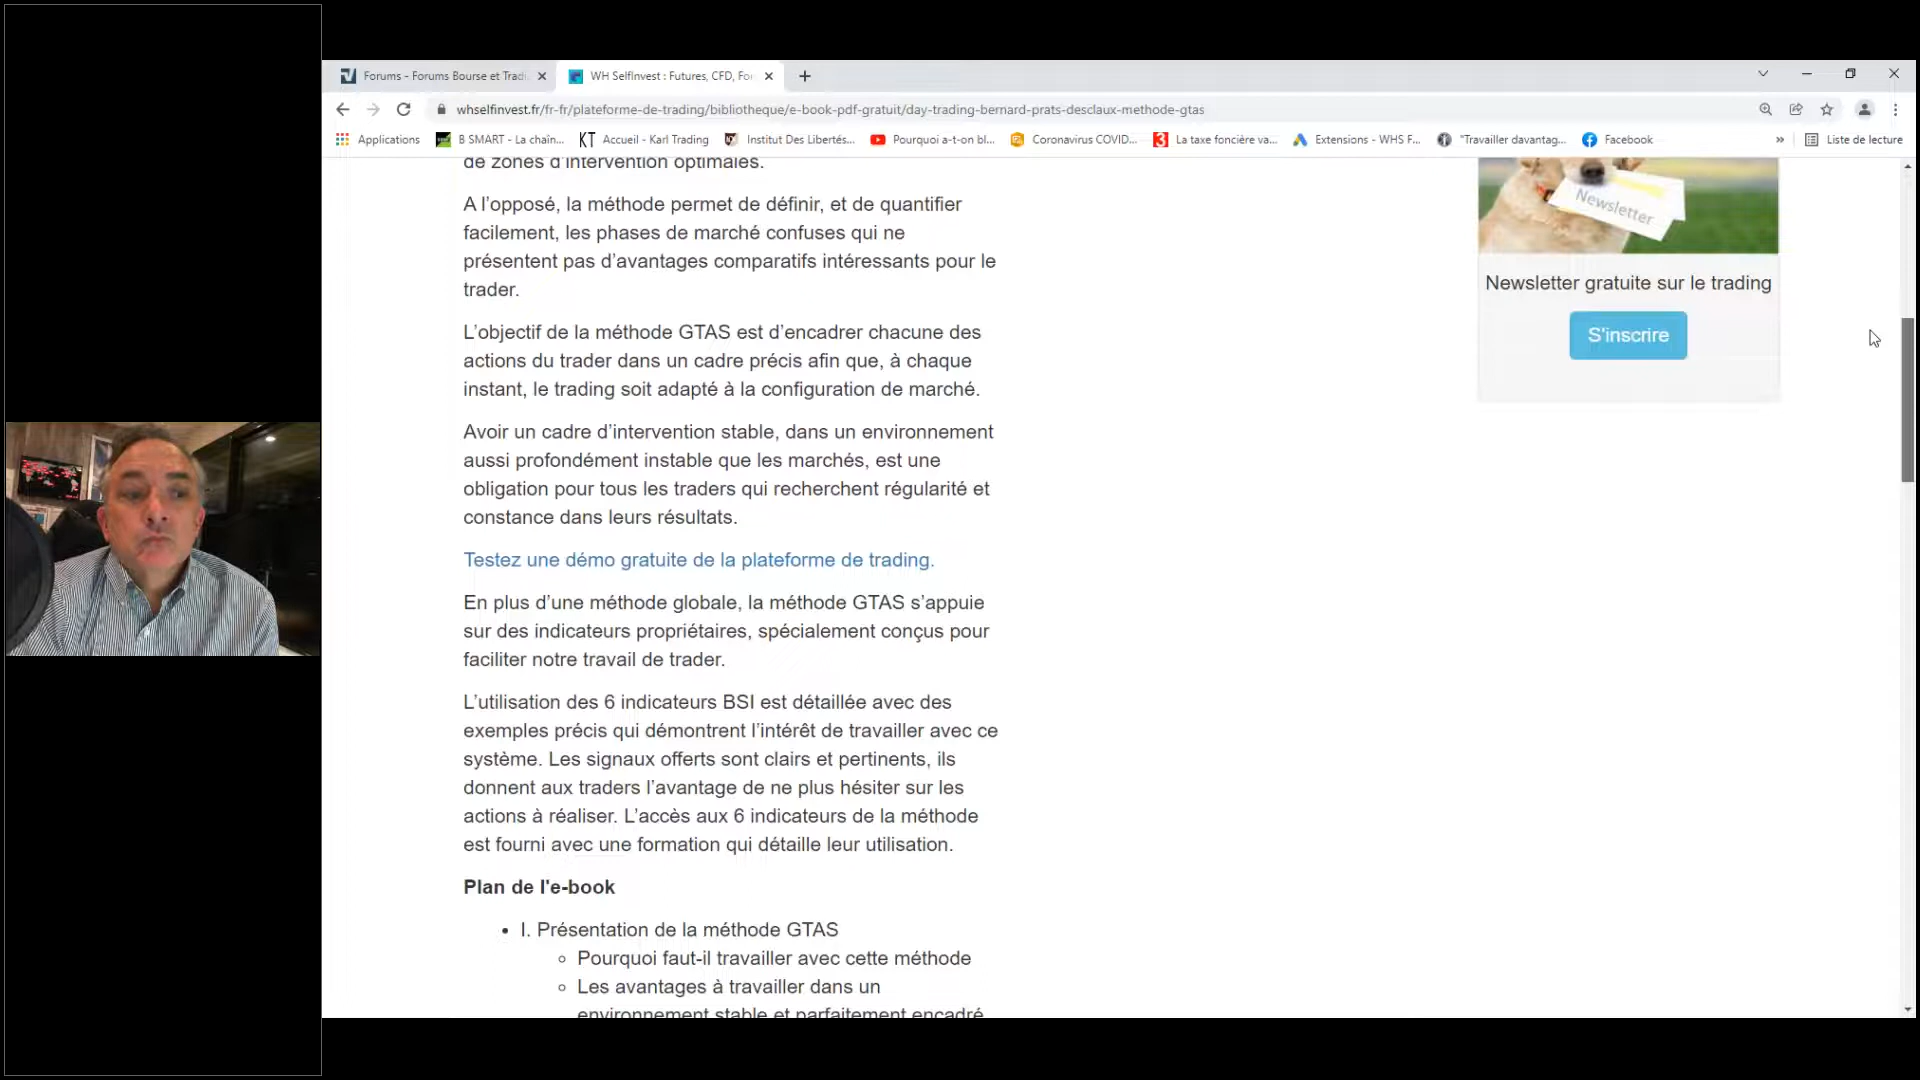 Forums - Forums Bourse et Tradi
WH SelfInvest : Futures, CFD, Fo
whselfinvest.fr/fr-fr/plateforme-de-trading/bibliotheque/e-book-pdf-gratuit/day-trading-bernard-prats-desclaux-methode-gtas
Applications
B SMART - La chaîn...
KT Accueil - Karl Trading
Institut Des Libertés...
Pourquoi a-t-on bl...
Coronavirus COVID...
3 La taxe foncière va...
Extensions - WHS F...
"Travailler davantag...
Facebook
»
Liste de lecture
de zones d'intervention optimales.
A l’opposé, la méthode permet de définir, et de quantifier
facilement, les phases de marché confuses qui ne
présentent pas d’avantages comparatifs intéressants pour le
trader.
L’objectif de la méthode GTAS est d’encadrer chacune des
actions du trader dans un cadre précis afin que, à chaque
instant, le trading soit adapté à la configuration de marché.
Avoir un cadre d’intervention stable, dans un environnement
aussi profondément instable que les marchés, est une
obligation pour tous les traders qui recherchent régularité et
constance dans leurs résultats.
Testez une démo gratuite de la plateforme de trading.
En plus d’une méthode globale, la méthode GTAS s’appuie
sur des indicateurs propriétaires, spécialement conçus pour
faciliter notre travail de trader.
L’utilisation des 6 indicateurs BSI est détaillée avec des
exemples précis qui démontrent l’intérêt de travailler avec ce
système. Les signaux offerts sont clairs et pertinents, ils
donnent aux traders l’avantage de ne plus hésiter sur les
actions à réaliser. L’accès aux 6 indicateurs de la méthode
est fourni avec une formation qui détaille leur utilisation.
Plan de l'e-book
• I. Présentation de la méthode GTAS
◦ Pourquoi faut-il travailler avec cette méthode
◦ Les avantages à travailler dans un
environnement stable et parfaitement encadré
Newsletter
Newsletter gratuite sur le trading
S'inscrire